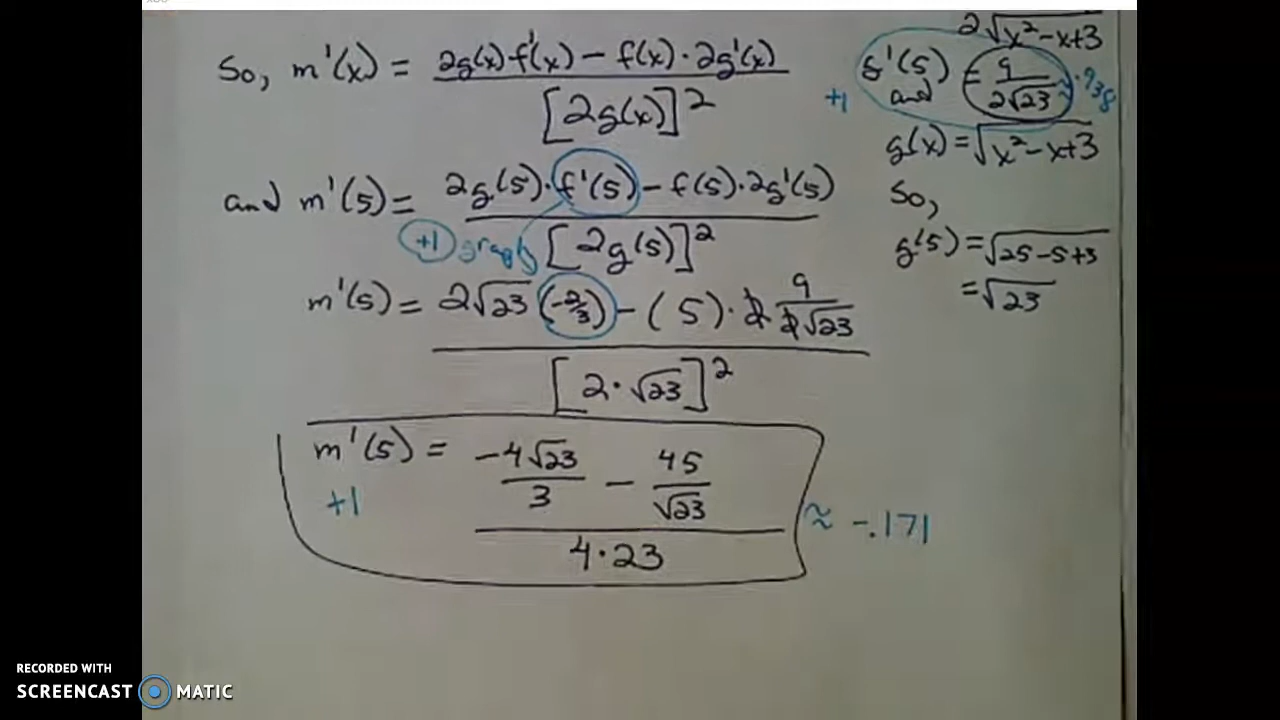 So, m'(x) = 2g(x)f'(x) − f(x)·2g'(x)
[2g(x)]²
and m'(5) = 2g(5)·f'(5) − f(5)·2g'(5)
+1 graph [2g(5)]²
m'(5) = 2√23 (-2/3) − (5)·2 9/2√23
[2·√23]²
m'(5) = -4√23/3 − 45/√23
+1
4·23
≈ -.171
2√x²-x+3
g'(5) = 9/2√23 ≈ .938
and
+1
g(x) = √x²-x+3
So,
g(5) = √25-5+3
= √23
RECORDED WITH
SCREENCAST MATIC